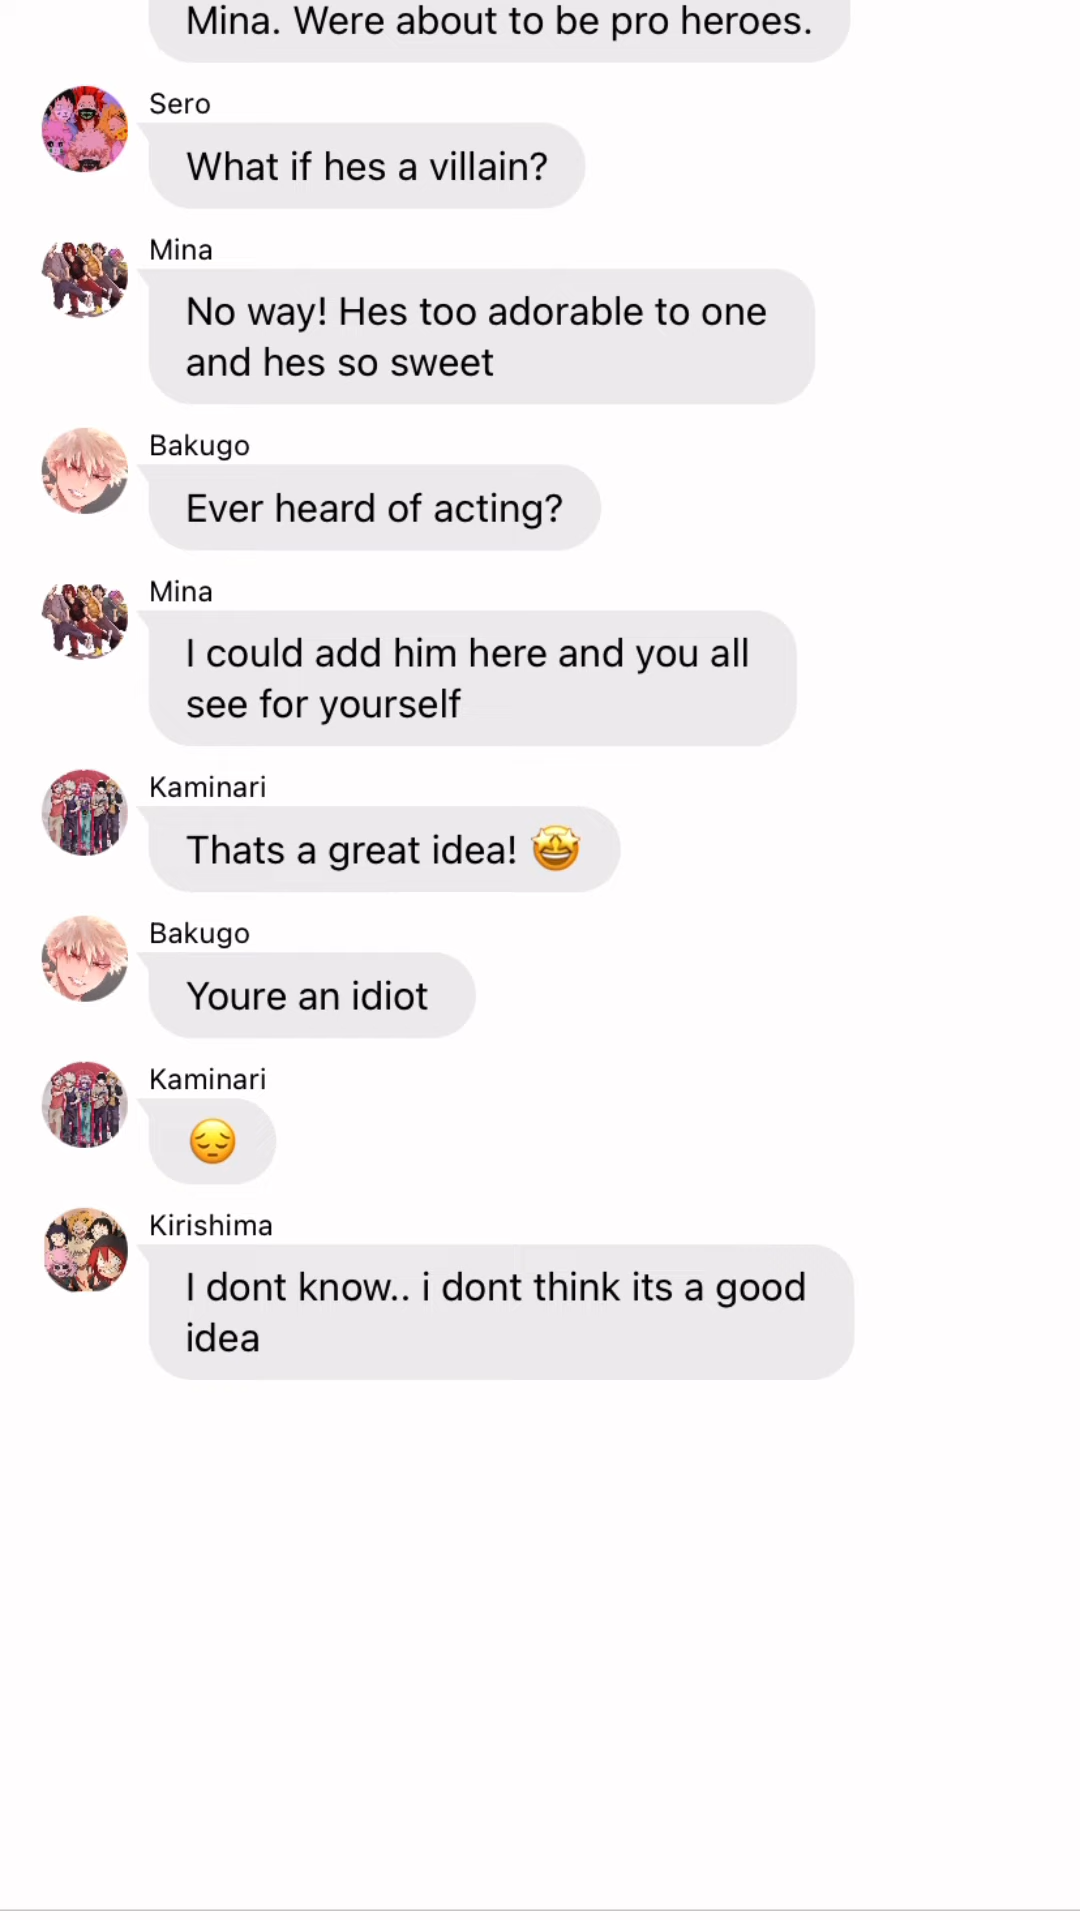 Mina. Were about to be pro heroes.
Sero
What if hes a villain?
Mina
No way! Hes too adorable to one
and hes so sweet
Bakugo
Ever heard of acting?
Mina
I could add him here and you all
see for yourself
Kaminari
Thats a great idea! 🤩
Bakugo
Youre an idiot
Kaminari
😔
Kirishima
I dont know.. i dont think its a good
idea